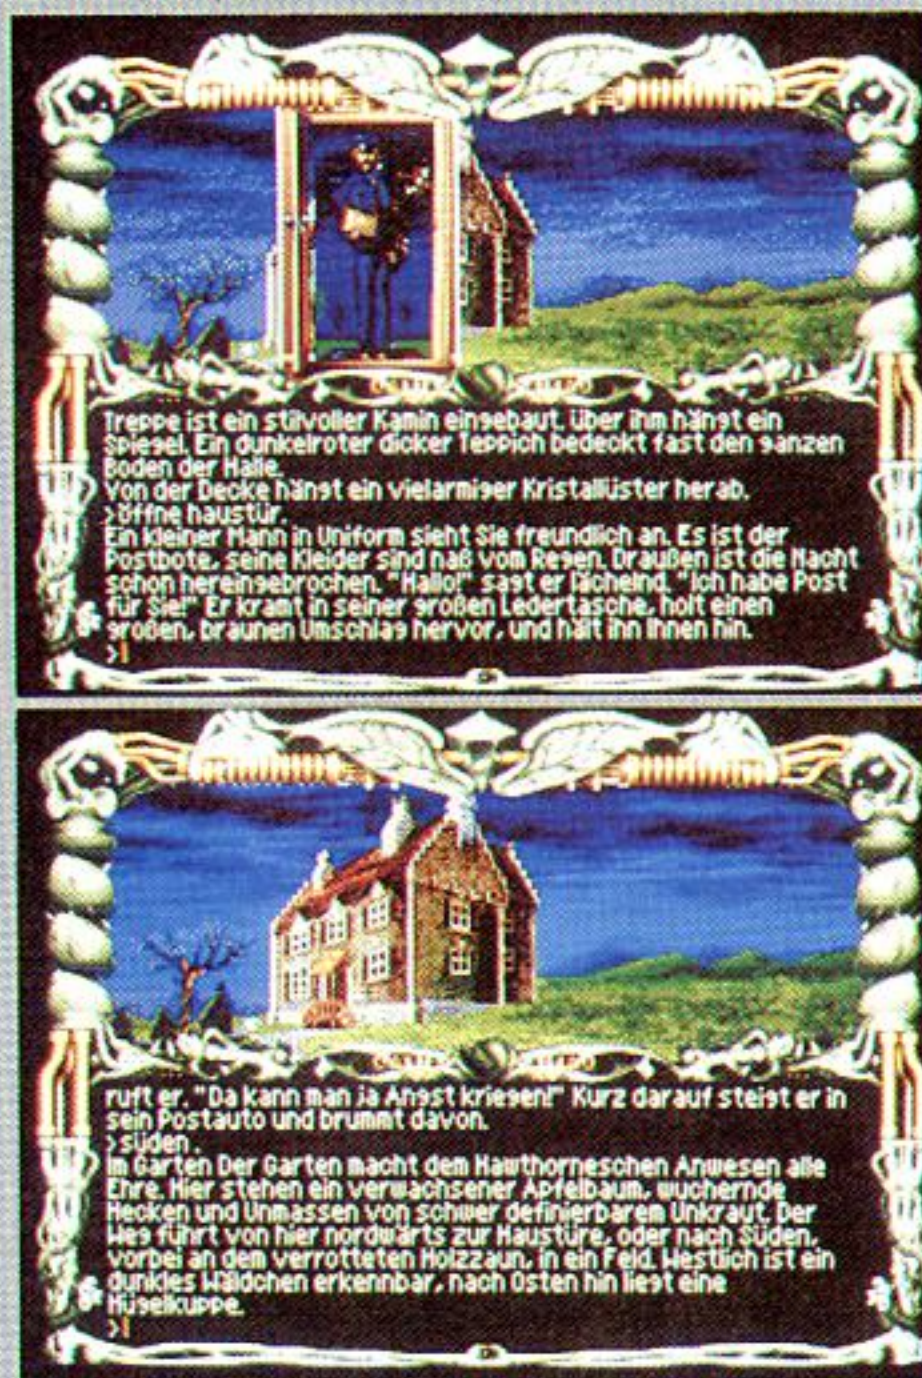 Treppe ist ein stilvoller Kamin eingebaut. Über ihm hängt ein
Spiegel. Ein dunkelroter dicker Teppich bedeckt fast den ganzen
Boden der Halle.
Von der Decke hängt ein vielarmiger Kristallüster herab.
>öffne haustür.
Ein kleiner Mann in Uniform sieht Sie freundlich an. Es ist der
Postbote, seine Kleider sind naß vom Regen. Draußen ist die Nacht
schon hereingebrochen. "Hallo!" sagt er lächelnd. "Ich habe Post
für Sie!" Er kramt in seiner großen Ledertasche, holt einen
großen, braunen Umschlag hervor, und hält ihn Ihnen hin.
>
ruft er. "Da kann man ja Angst kriegen!" Kurz darauf steigt er in
sein Postauto und brummt davon.
>süden.
Im Garten Der Garten macht dem Hawthorneschen Anwesen alle
Ehre. Hier stehen ein verwachsener Apfelbaum, wuchernde
Hecken und Unmassen von schwer definierbarem Unkraut. Der
Weg führt von hier nordwärts zur Haustüre, oder nach Süden,
vorbei an dem verrotteten Holzzaun, in ein Feld. Westlich ist ein
dunkles Wäldchen erkennbar, nach Osten hin liegt eine
Hügelkuppe.
>